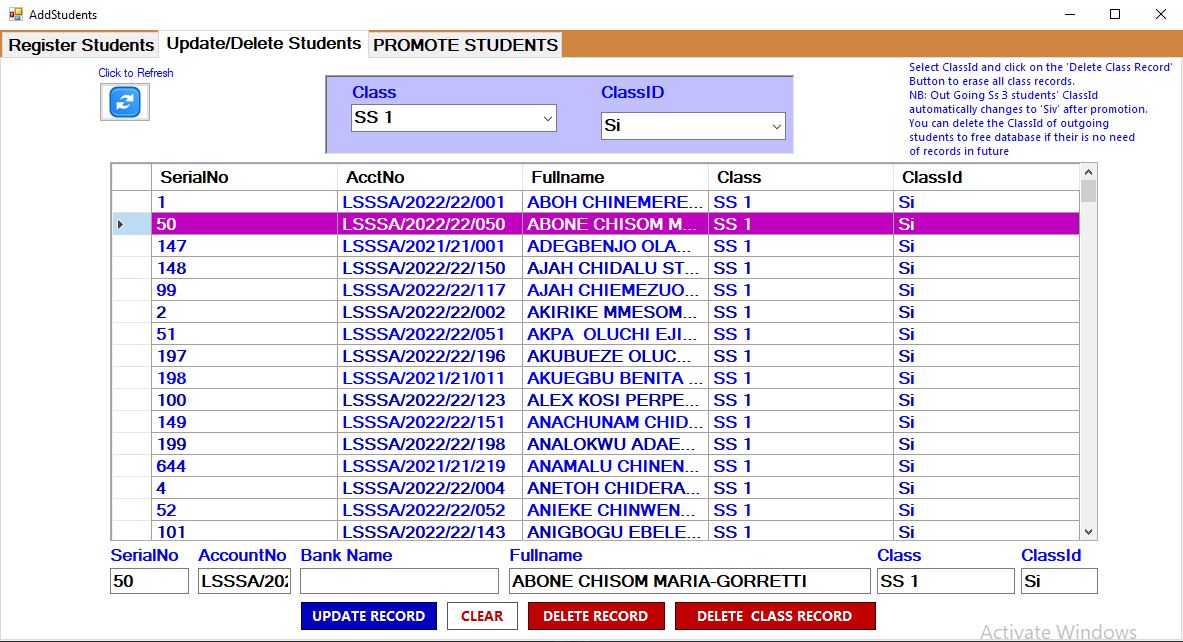 AddStudents
Register Students Update/Delete Students PROMOTE STUDENTS
Click to Refresh
Class ClassID
SS 1 Si
Select ClassId and click on the 'Delete Class Record'
Button to erase all class records.
NB: Out Going Ss 3 students' ClassId
automatically changes to 'Siv' after promotion.
You can delete the ClassId of outgoing
students to free database if their is no need
of records in future
SerialNo AcctNo Fullname Class ClassId
1 LSSSA/2022/22/001 ABOH CHINEMERE... SS 1 Si
50 LSSSA/2022/22/050 ABONE CHISOM M... SS 1 Si
147 LSSSA/2021/21/001 ADEGBENJO OLA... SS 1 Si
148 LSSSA/2022/22/150 AJAH CHIDALU ST... SS 1 Si
99 LSSSA/2022/22/117 AJAH CHIEMEZUO... SS 1 Si
2 LSSSA/2022/22/002 AKIRIKE MMESOM... SS 1 Si
51 LSSSA/2022/22/051 AKPA  OLUCHI EJI... SS 1 Si
197 LSSSA/2022/22/196 AKUBUEZE OLUC... SS 1 Si
198 LSSSA/2021/21/011 AKUEGBU BENITA ... SS 1 Si
100 LSSSA/2022/22/123 ALEX KOSI PERPE... SS 1 Si
149 LSSSA/2022/22/151 ANACHUNAM CHID... SS 1 Si
199 LSSSA/2022/22/198 ANALOKWU ADAE... SS 1 Si
644 LSSSA/2021/21/219 ANAMALU CHINEN... SS 1 Si
4 LSSSA/2022/22/004 ANETOH CHIDERA... SS 1 Si
52 LSSSA/2022/22/052 ANIEKE CHINWEN... SS 1 Si
101 LSSSA/2022/22/143 ANIGBOGU EBELE... SS 1 Si
SerialNo AccountNo Bank Name Fullname Class ClassId
50 LSSSA/202 ABONE CHISOM MARIA-GORRETTI SS 1 Si
UPDATE RECORD CLEAR DELETE RECORD DELETE CLASS RECORD
Activate Windows